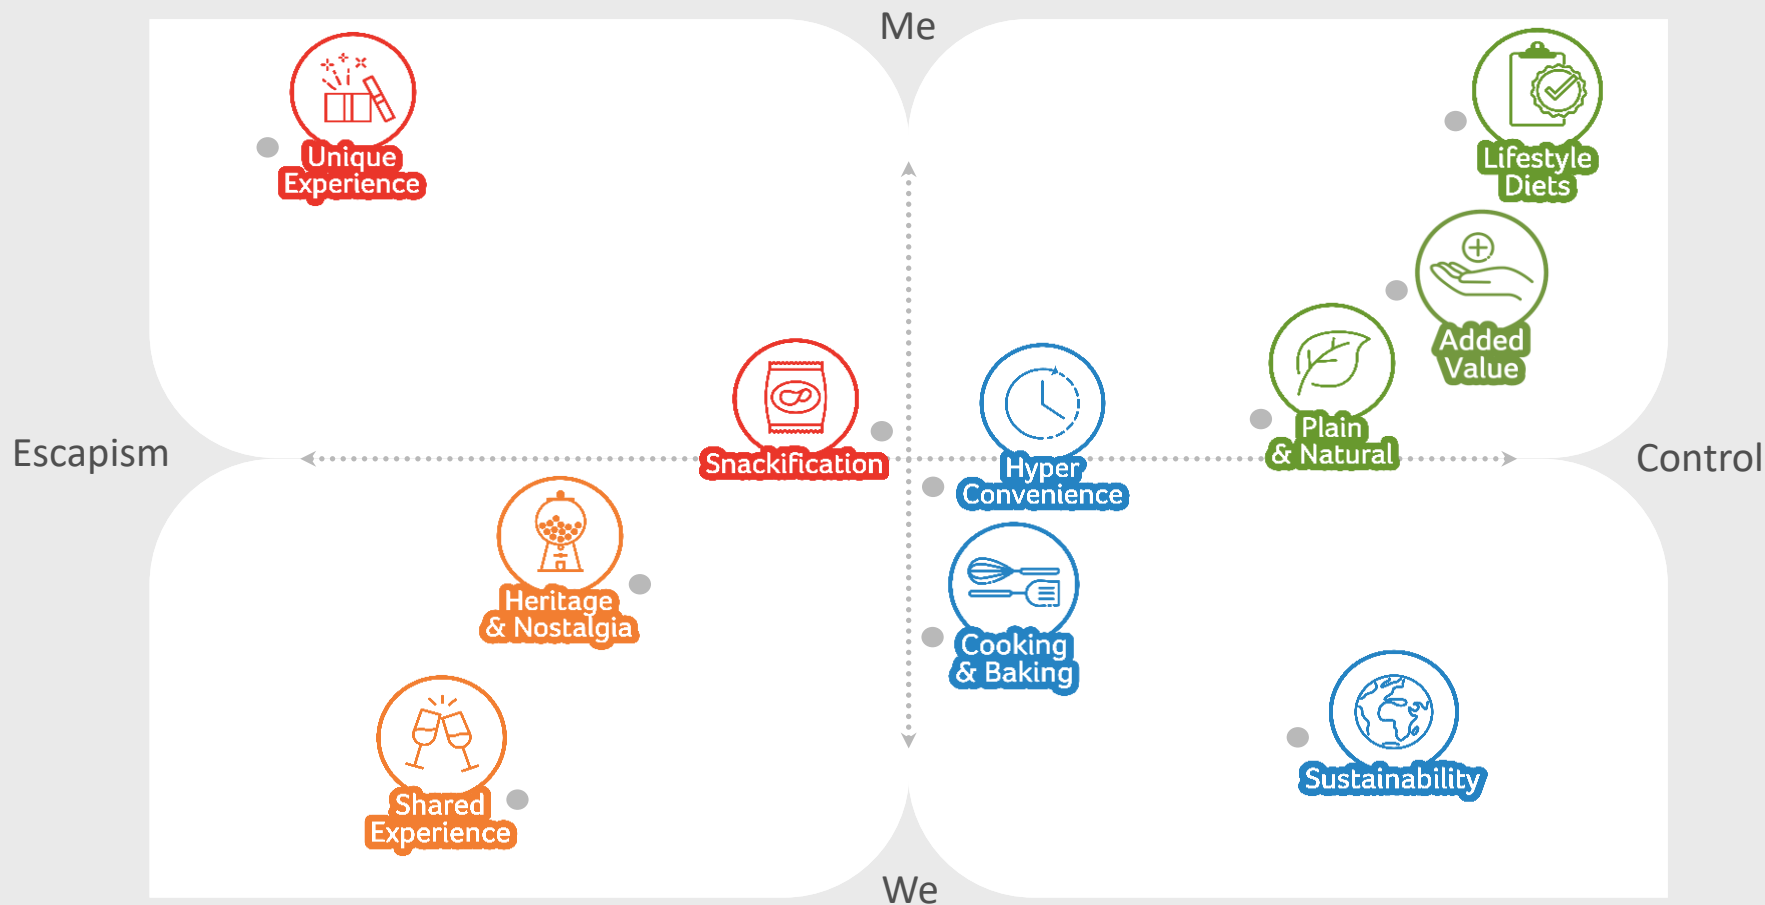 Me
Unique
Experience
Lifestyle
Diets
Added
Value
Plain
& Natural
Escapism
Snackification
Hyper
Convenience
Control
Heritage
& Nostalgia
Cooking
& Baking
Sustainability
Shared
Experience
We